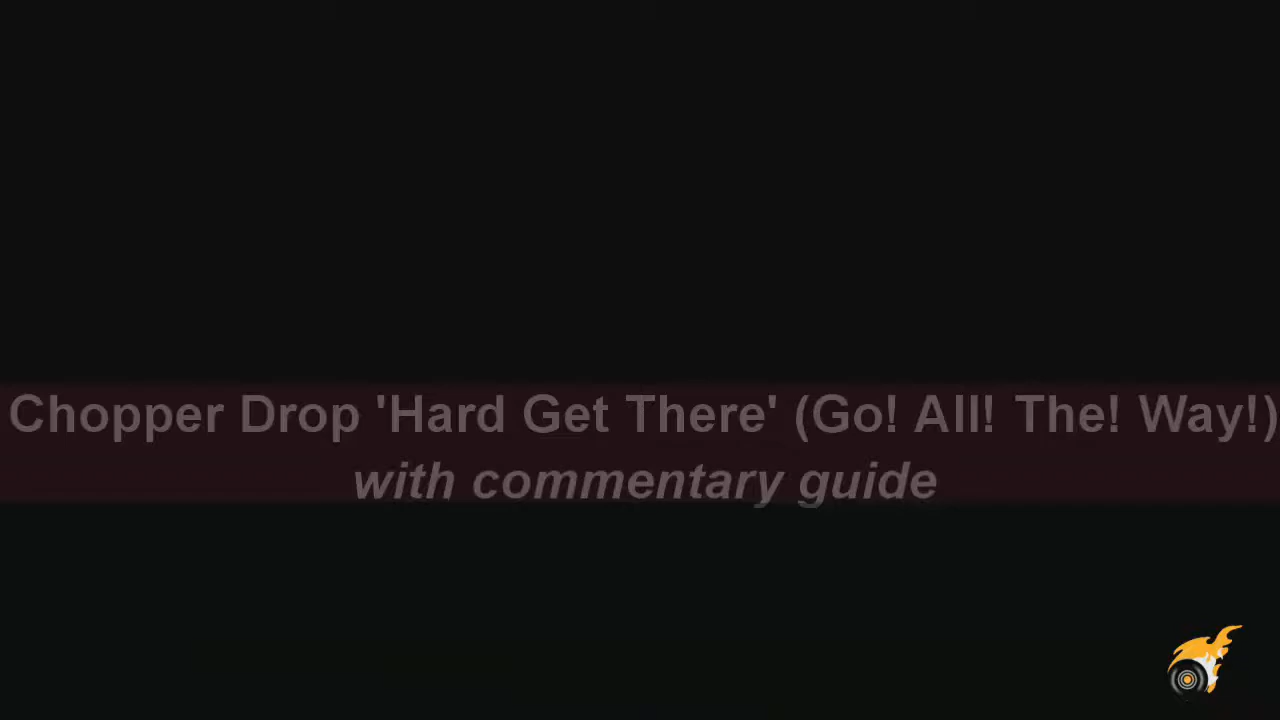 Chopper Drop 'Hard Get There' (Go! All! The! Way!)
with commentary guide